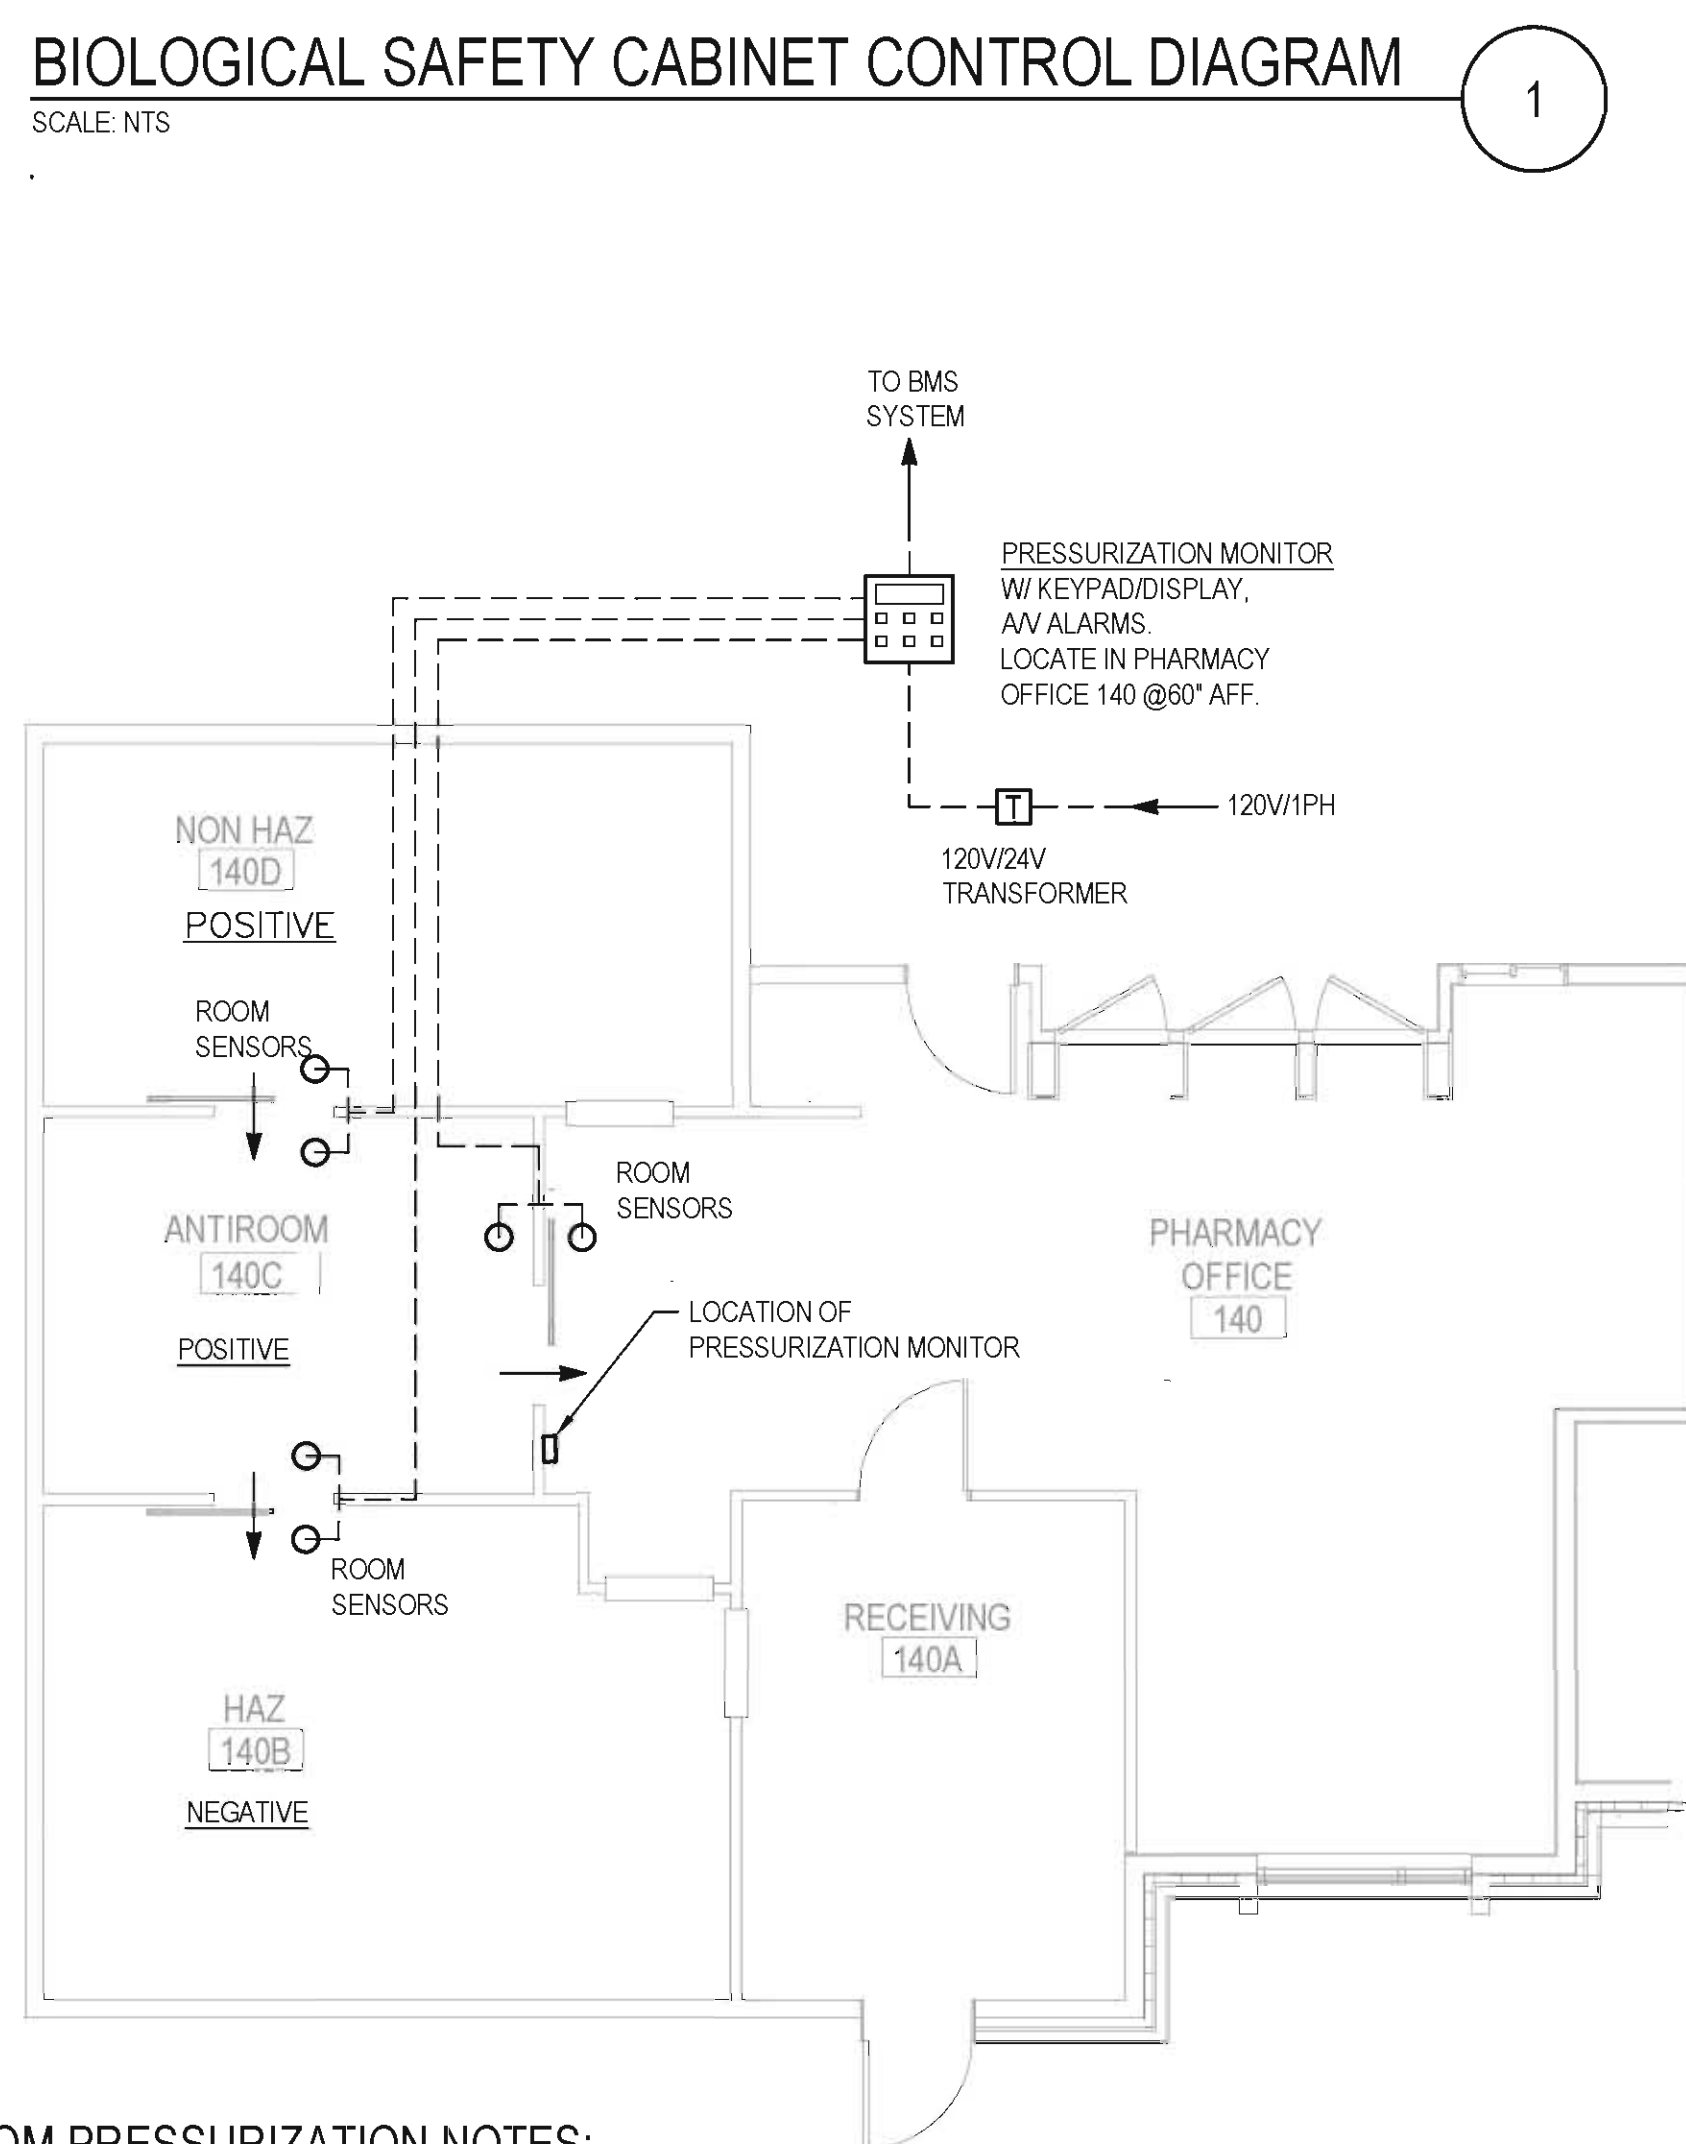 BIOLOGICAL SAFETY CABINET CONTROL DIAGRAM
1
SCALE: NTS
TO BMS
SYSTEM
PRESSURIZATION MONITOR
W/ KEYPAD/DISPLAY,
A/V ALARMS.
LOCATE IN PHARMACY
OFFICE 140 @60" AFF.
T
120V/1PH
120V/24V
TRANSFORMER
NON HAZ
140D
POSITIVE
ROOM
SENSORS
ROOM
SENSORS
ANTIROOM
140C
POSITIVE
PHARMACY
OFFICE
140
LOCATION OF
PRESSURIZATION MONITOR
ROOM
SENSORS
RECEIVING
140A
HAZ
140B
NEGATIVE
PRESSURIZATION NOTES: